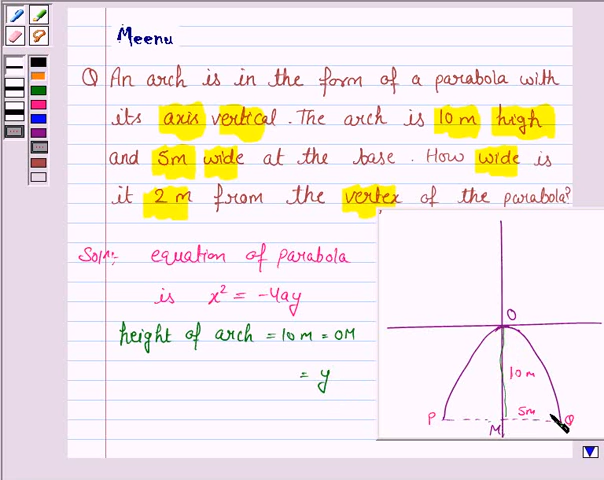 Meenu
Q An arch is in the form of a parabola with
its axis vertical. The arch is 10 m high
and 5m wide at the base. How wide is
it 2 m from the vertex of the parabola?
Soln: equation of parabola
is x² = -4ay
height of arch = 10 m = OM
= y
O
10 m
5m
P
M
Q